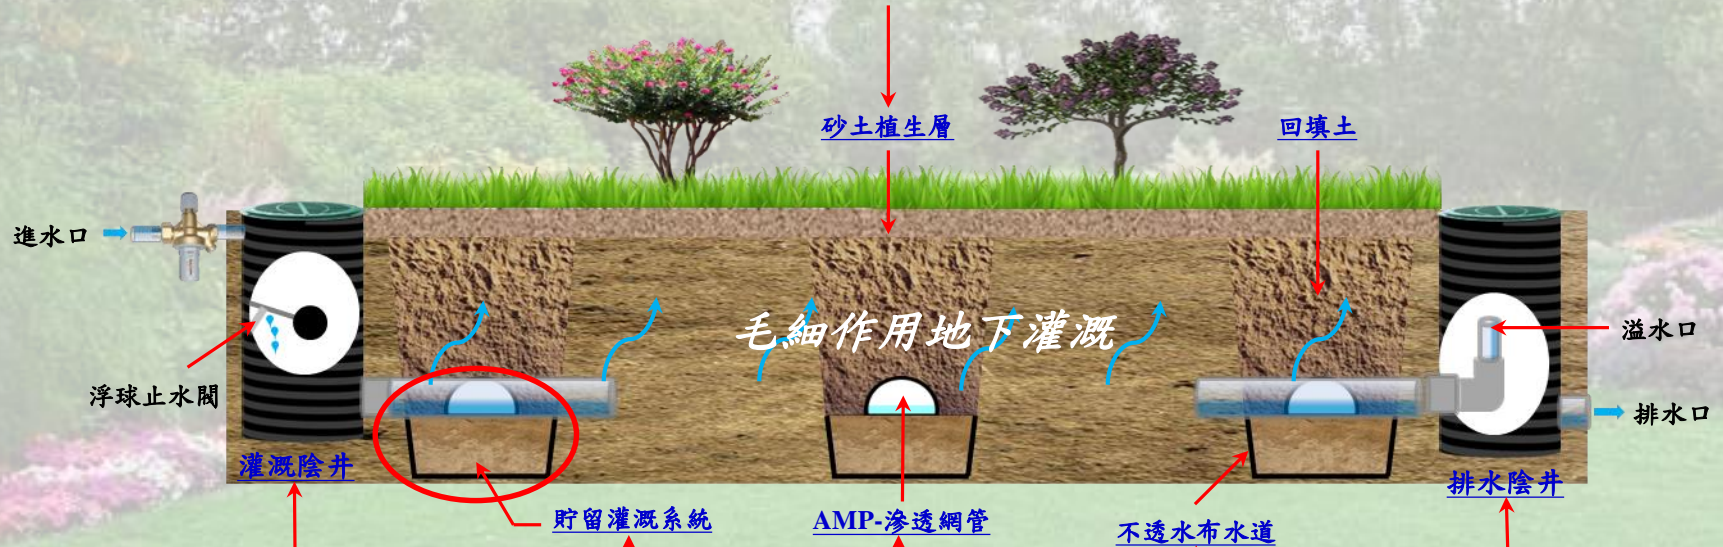 砂土植生層
回填土
進水口
毛細作用地下灌溉
溢水口
浮球止水閥
排水口
灌溉陰井
排水陰井
貯留灌溉系統
AMP-滲透網管
不透水布水道